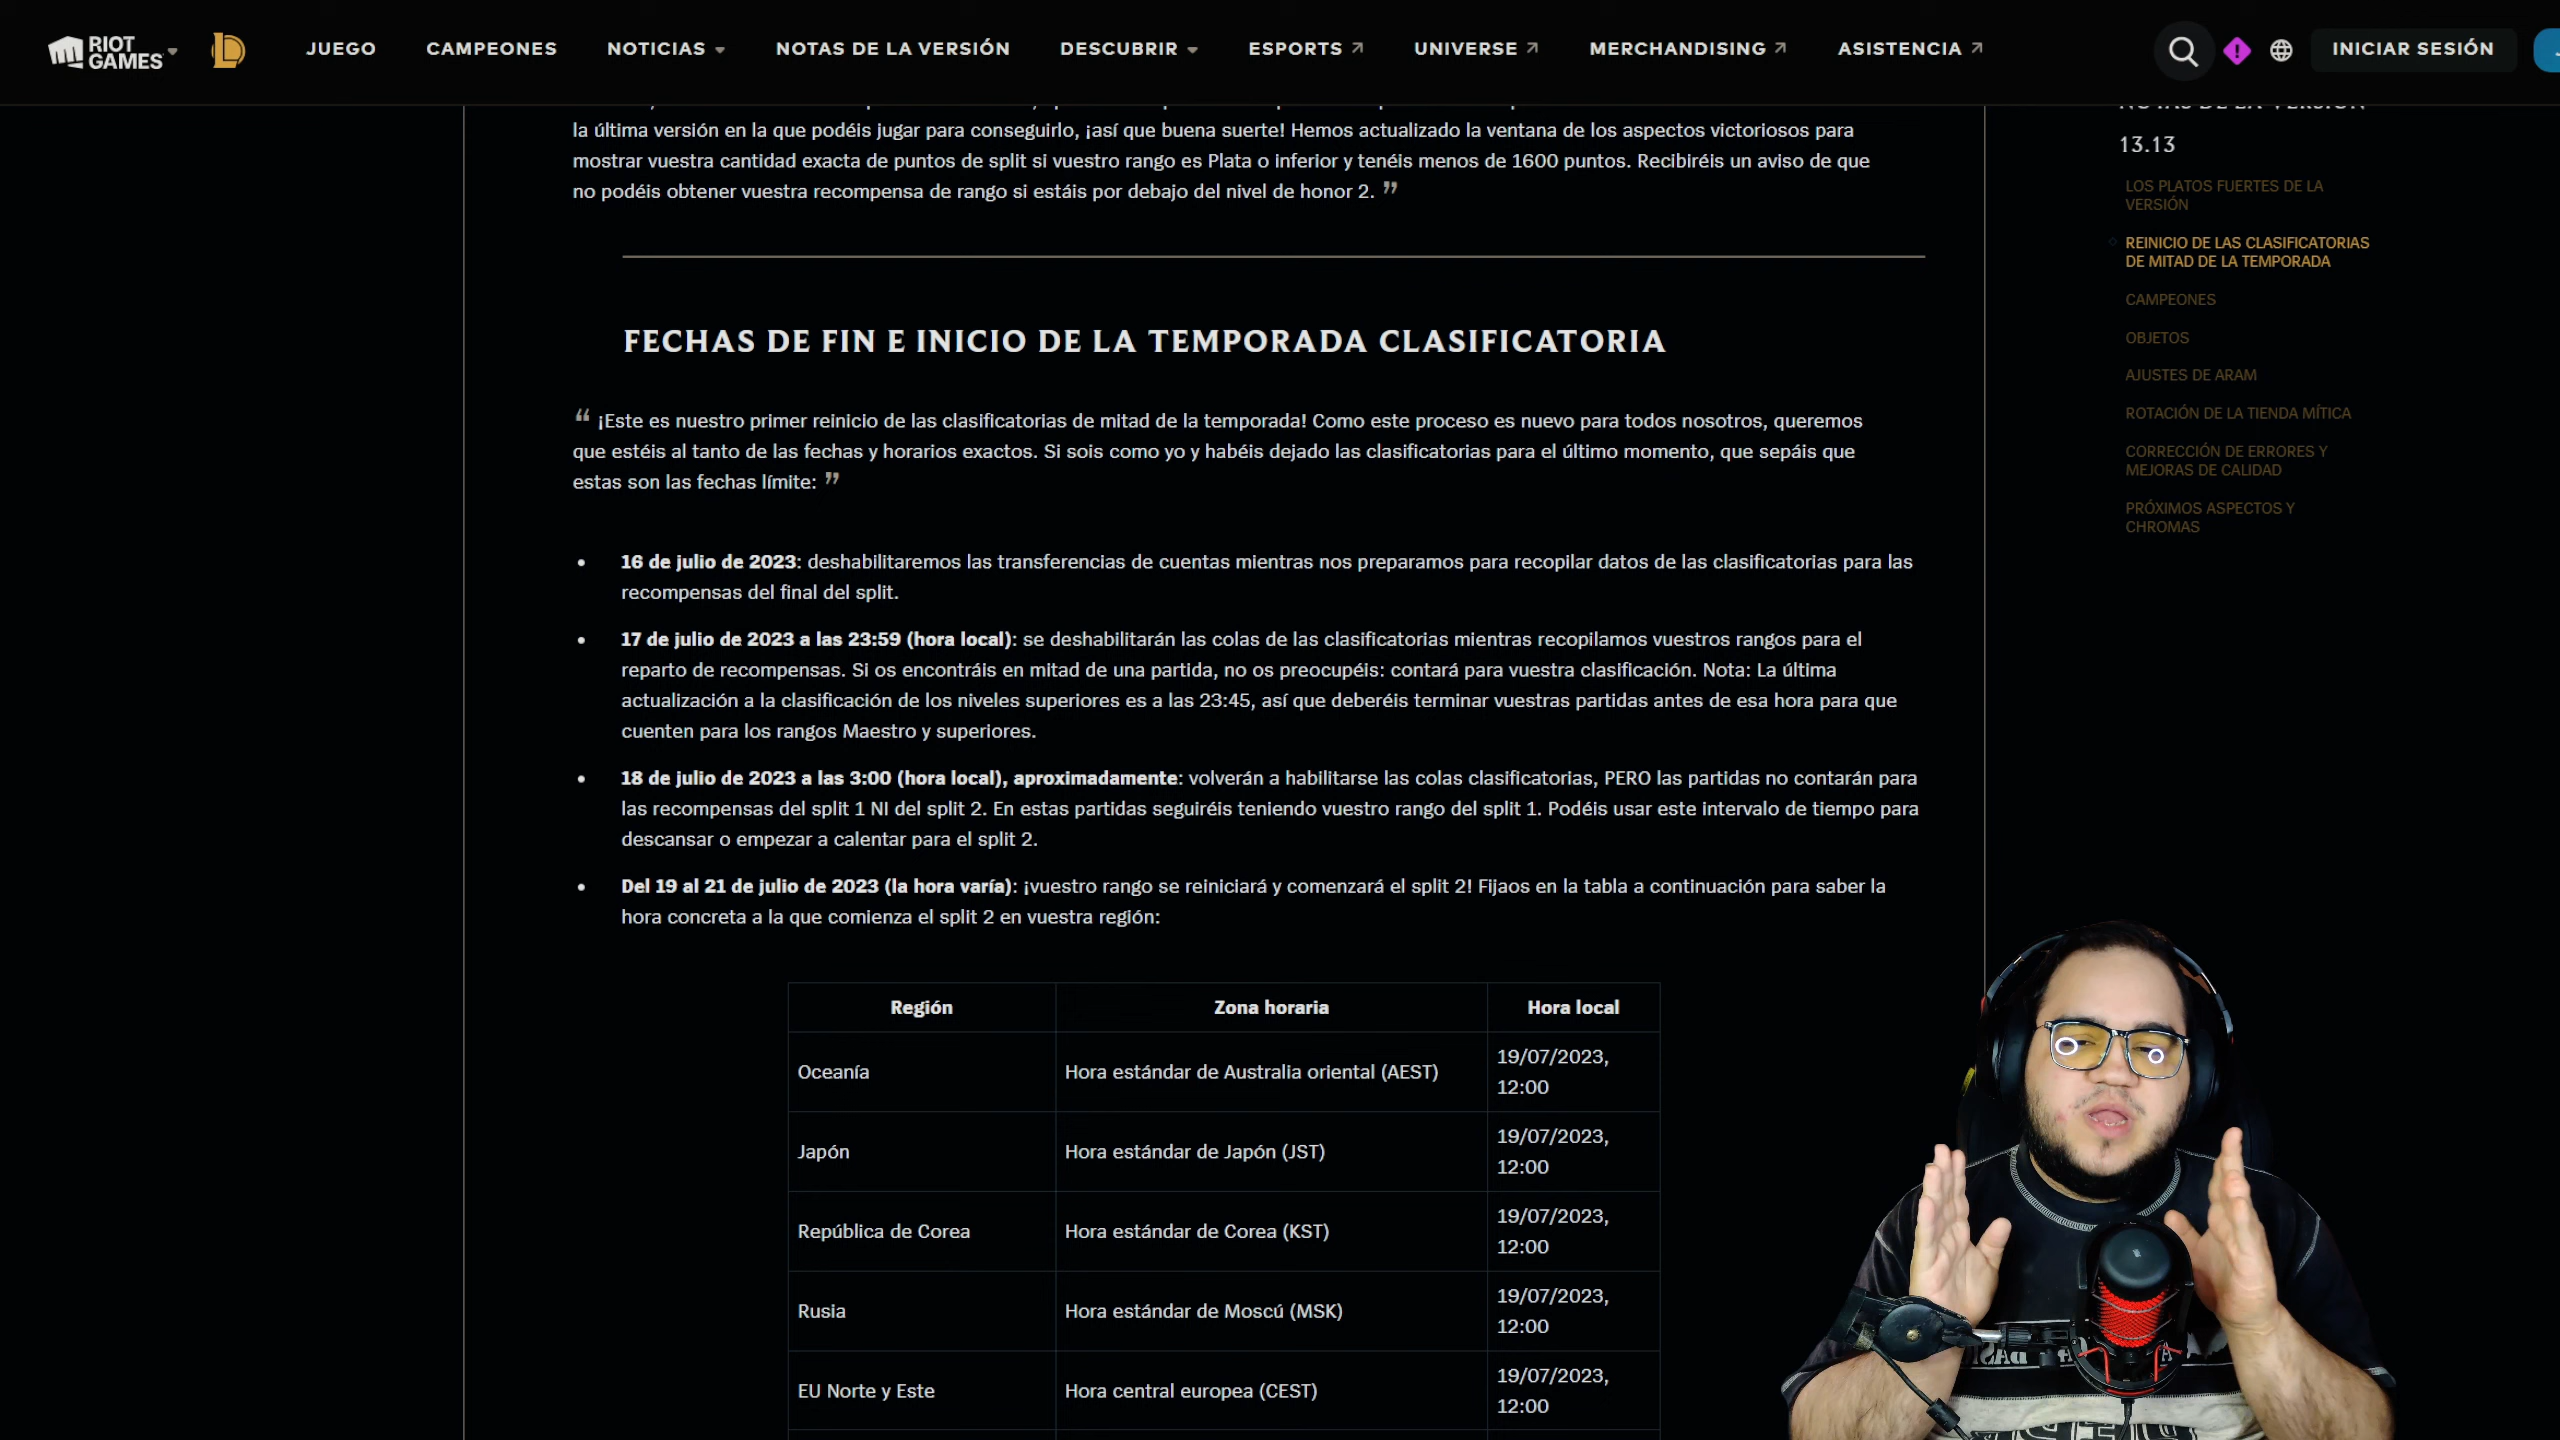 RIOT
GAMES
JUEGO
CAMPEONES
NOTICIAS
NOTAS DE LA VERSIÓN
DESCUBRIR
ESPORTS
UNIVERSE
MERCHANDISING
ASISTENCIA
INICIAR SESIÓN
la última versión en la que podéis jugar para conseguirlo, ¡así que buena suerte! Hemos actualizado la ventana de los aspectos victoriosos para
mostrar vuestra cantidad exacta de puntos de split si vuestro rango es Plata o inferior y tenéis menos de 1600 puntos. Recibiréis un aviso de que
no podéis obtener vuestra recompensa de rango si estáis por debajo del nivel de honor 2. ”
FECHAS DE FIN E INICIO DE LA TEMPORADA CLASIFICATORIA
“ ¡Este es nuestro primer reinicio de las clasificatorias de mitad de la temporada! Como este proceso es nuevo para todos nosotros, queremos
que estéis al tanto de las fechas y horarios exactos. Si sois como yo y habéis dejado las clasificatorias para el último momento, que sepáis que
estas son las fechas límite: ”
• 16 de julio de 2023: deshabilitaremos las transferencias de cuentas mientras nos preparamos para recopilar datos de las clasificatorias para las
recompensas del final del split.
• 17 de julio de 2023 a las 23:59 (hora local): se deshabilitarán las colas de las clasificatorias mientras recopilamos vuestros rangos para el
reparto de recompensas. Si os encontráis en mitad de una partida, no os preocupéis: contará para vuestra clasificación. Nota: La última
actualización a la clasificación de los niveles superiores es a las 23:45, así que deberéis terminar vuestras partidas antes de esa hora para que
cuenten para los rangos Maestro y superiores.
• 18 de julio de 2023 a las 3:00 (hora local), aproximadamente: volverán a habilitarse las colas clasificatorias, PERO las partidas no contarán para
las recompensas del split 1 NI del split 2. En estas partidas seguiréis teniendo vuestro rango del split 1. Podéis usar este intervalo de tiempo para
descansar o empezar a calentar para el split 2.
• Del 19 al 21 de julio de 2023 (la hora varía): ¡vuestro rango se reiniciará y comenzará el split 2! Fijaos en la tabla a continuación para saber la
hora concreta a la que comienza el split 2 en vuestra región:
Región Zona horaria Hora local
Oceanía Hora estándar de Australia oriental (AEST) 19/07/2023,
12:00
Japón Hora estándar de Japón (JST) 19/07/2023,
12:00
República de Corea Hora estándar de Corea (KST) 19/07/2023,
12:00
Rusia Hora estándar de Moscú (MSK) 19/07/2023,
12:00
EU Norte y Este Hora central europea (CEST) 19/07/2023,
12:00
NOTAS DE LA VERSIÓN
13.13
LOS PLATOS FUERTES DE LA
VERSIÓN
REINICIO DE LAS CLASIFICATORIAS
DE MITAD DE LA TEMPORADA
CAMPEONES
OBJETOS
AJUSTES DE ARAM
ROTACIÓN DE LA TIENDA MÍTICA
CORRECCIÓN DE ERRORES Y
MEJORAS DE CALIDAD
PRÓXIMOS ASPECTOS Y
CHROMAS